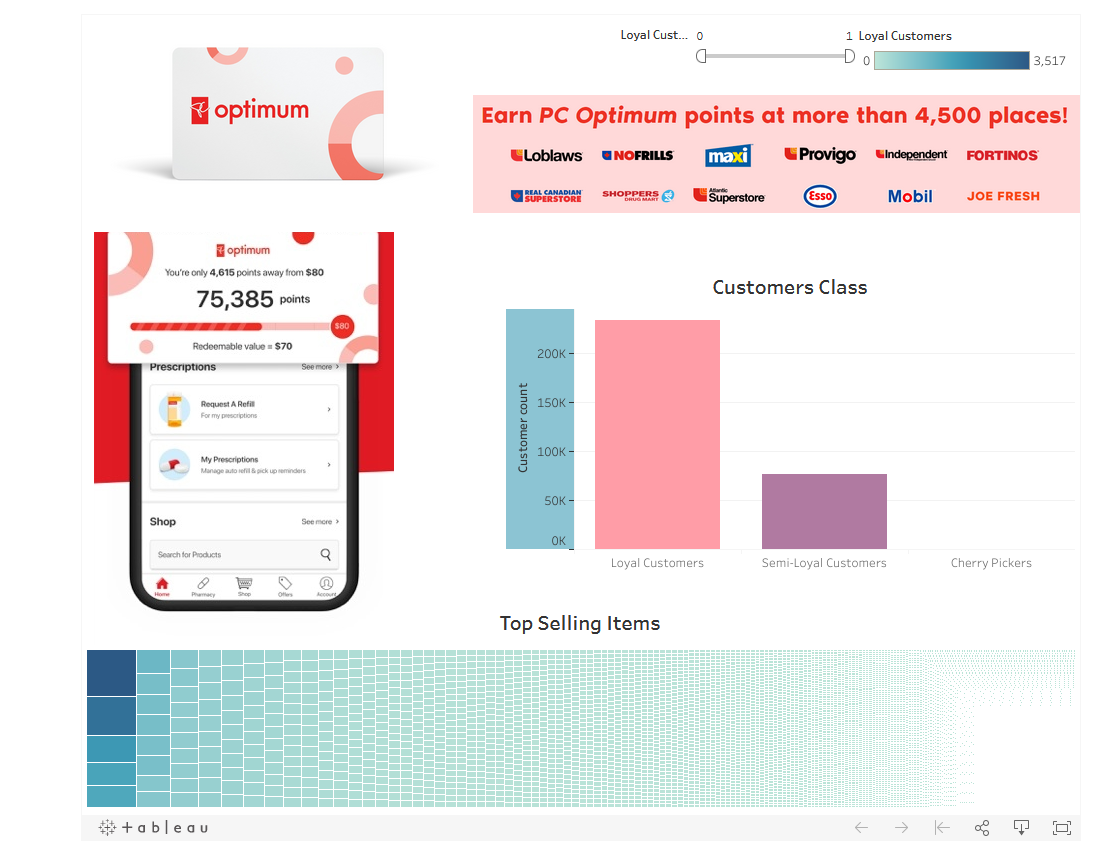 optimum
Loyal Cust... 0 1
Loyal Customers
0 3,517
Earn PC Optimum points at more than 4,500 places!
Loblaws NOFRILLS maxi Provigo Independent FORTINOS
REAL CANADIAN SUPERSTORE SHOPPERS DRUG MART Atlantic Superstore Esso Mobil JOE FRESH
optimum
You're only 4,615 points away from $80
75,385 points
$80
Redeemable value = $70
Prescriptions See more >
Request A Refill
For my prescriptions
My Prescriptions
Manage auto refill & pick up reminders
Shop See more >
Search for Products
Home Pharmacy Shop Offers Account
Customers Class
Customer count
200K
150K
100K
50K
0K
Loyal Customers Semi-Loyal Customers Cherry Pickers
Top Selling Items
+ableau